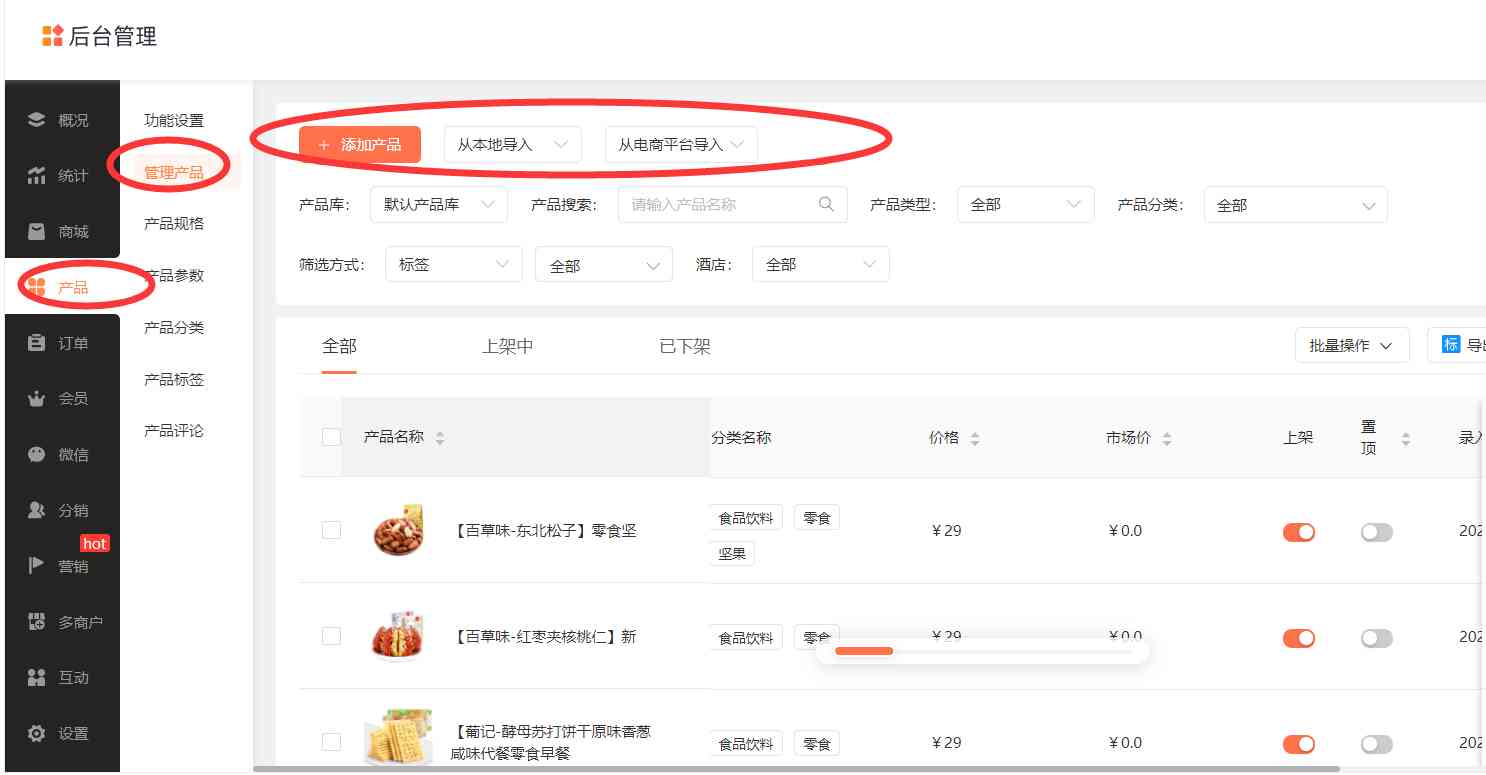 后台管理
概况
统计
商城
产品
订单
会员
微信
分销
hot
营销
多商户
互动
设置
功能设置
管理产品
产品规格
产品参数
产品分类
产品标签
产品评论
+ 添加产品 从本地导入 从电商平台导入
产品库: 默认产品库 产品搜索: 请输入产品名称 产品类型: 全部 产品分类: 全部
筛选方式: 标签 全部 酒店: 全部
全部 上架中 已下架 批量操作 标 导出
产品名称 分类名称 价格 市场价 上架 置顶 录入
【百草味-东北松子】零食坚 食品饮料 零食 ¥29 ¥0.0 202
坚果
【百草味-红枣夹核桃仁】新 食品饮料 零食 ¥29 ¥0.0 202
【葡记-酵母苏打饼干原味香葱 食品饮料 零食 ¥29 ¥0.0 202
咸味代餐零食早餐